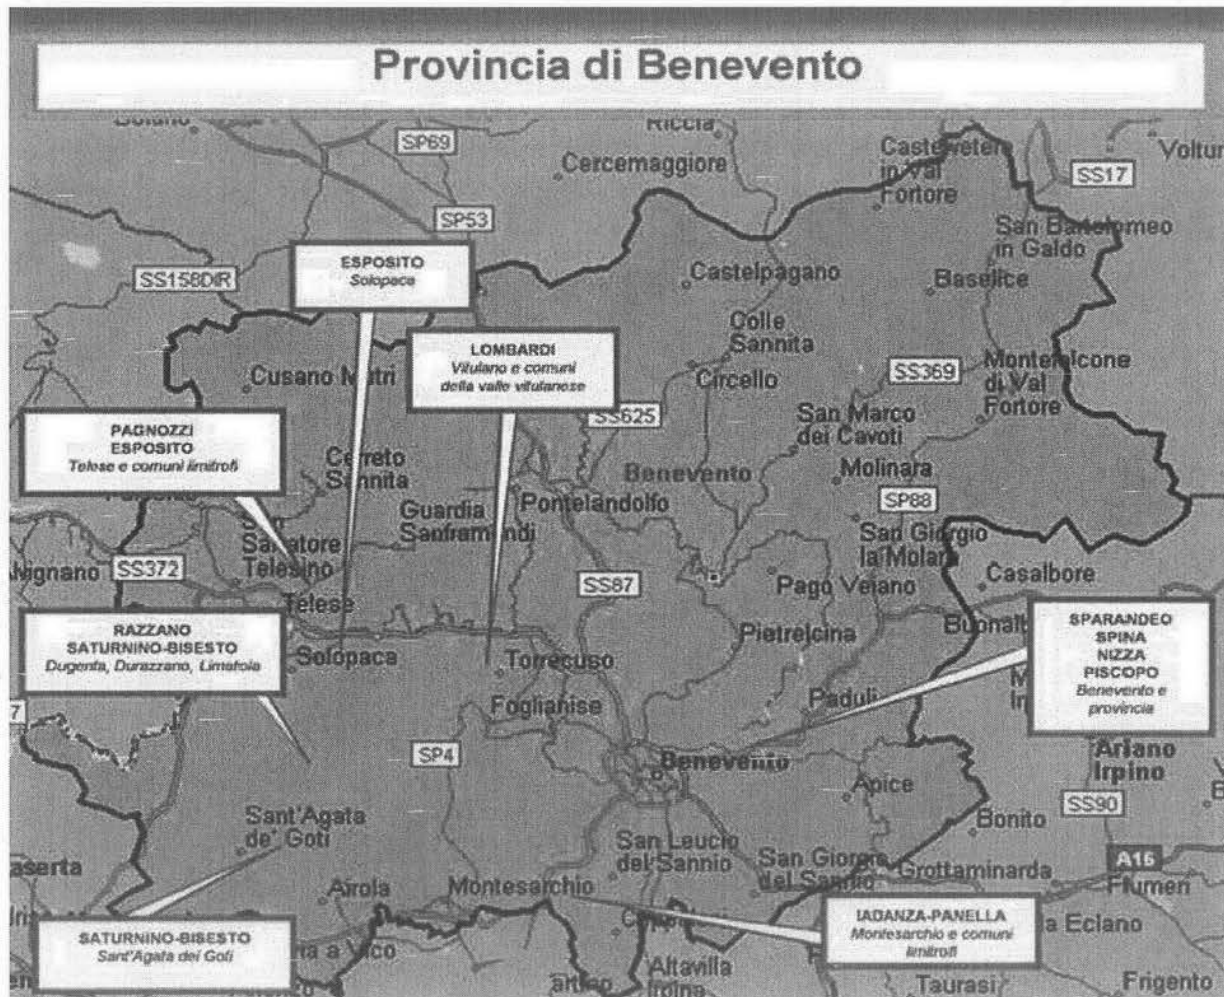 Provincia di Benevento
Riccia
SP69
Cercemaggiore
in Val
Fortore
SS17
Voltur
SP53
San Bartolomeo
in Galdo
ESPOSITO
Solopaca
SS158DIR
Castelpagano
Baselice
Colle
Sannita
LOMBARDI
Vitulano e comuni
della valle vitulanese
Cusano Mutri
Circello
SS369
Montefalcone
di Val
Fortore
SS625
San Marco
dei Cavoti
PAGNOZZI
ESPOSITO
Telese e comuni limitrofi
Cerreto
Sannita
Benevento
Molinara
Guardia
Sanframondi
Pontelandolfo
SP88
San Giorgio
la Molara
Salvatore
Telesino
SS372
SS87
Pago Veiano
Casalbore
Telese
RAZZANO
SATURNINO-BISESTO
Dugenta, Durazzano, Limatola
Solopaca
Pietrelcina
Buonalb
SPARANDEO
SPINA
NIZZA
PISCOPO
Benevento e
provincia
Torrecuso
Foglianise
Paduli
7
SP4
Benevento
Ariano
Irpino
Apice
SS90
Sant'Agata
de' Goti
Bonito
San Leucio
del Sannio
San Giorgio
del Sannio
A16
aserta
Grottaminarda
Flumeri
Airola
Montesarchio
SATURNINO-BISESTO
Sant'Agata dei Goti
na a Vico
IADANZA-PANELLA
Montesarchio e comuni
limitrofi
a Eclano
Altavilla
Irpina
Taurasi
Frigento